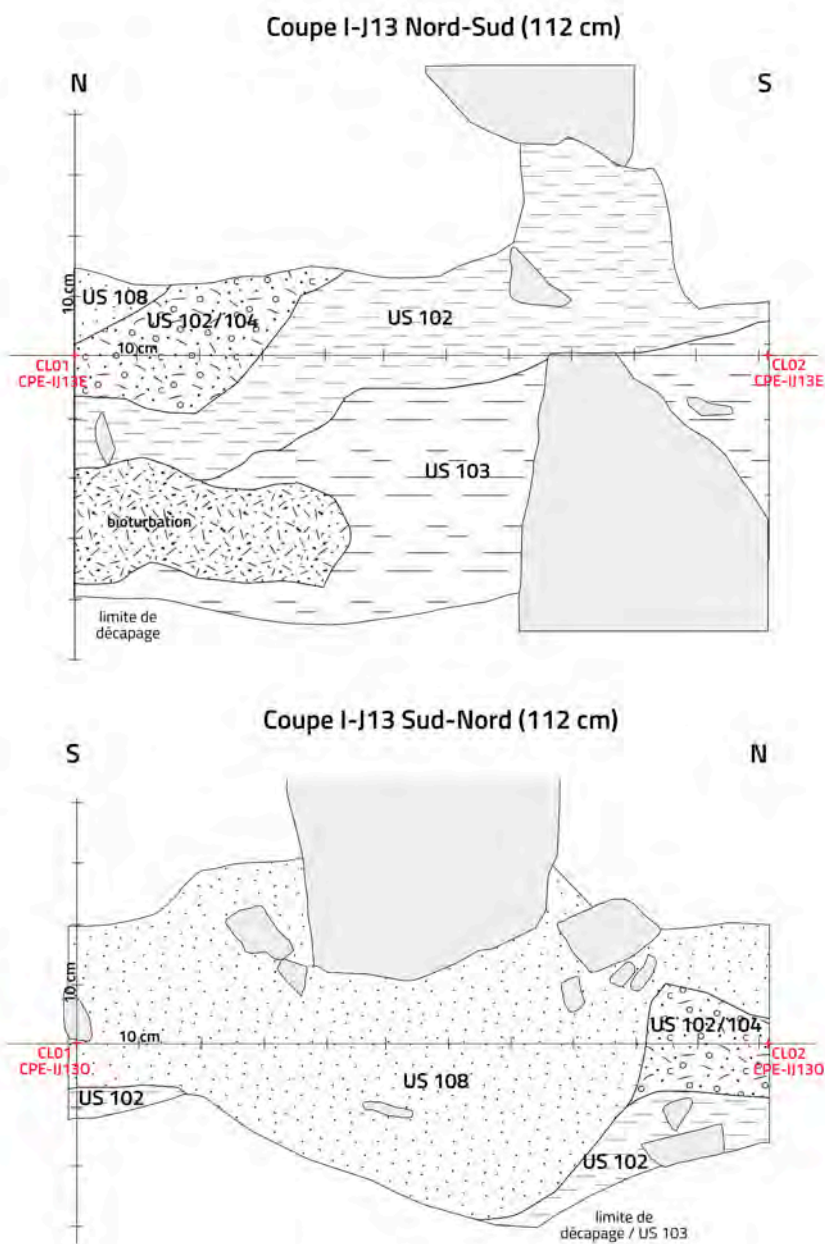 Coupe I-J13 Nord-Sud (112 cm)
N
S
10 cm
US 108
US 102/104
US 102
10 cm
CL01
CPE-IJ13E
CL02
CPE-IJ13E
US 103
bioturbation
limite de
décapage
Coupe I-J13 Sud-Nord (112 cm)
S
N
10 cm
US 102/104
10 cm
CL01
CPE-IJ13O
CL02
CPE-IJ13O
US 108
US 102
US 102
limite de
décapage / US 103